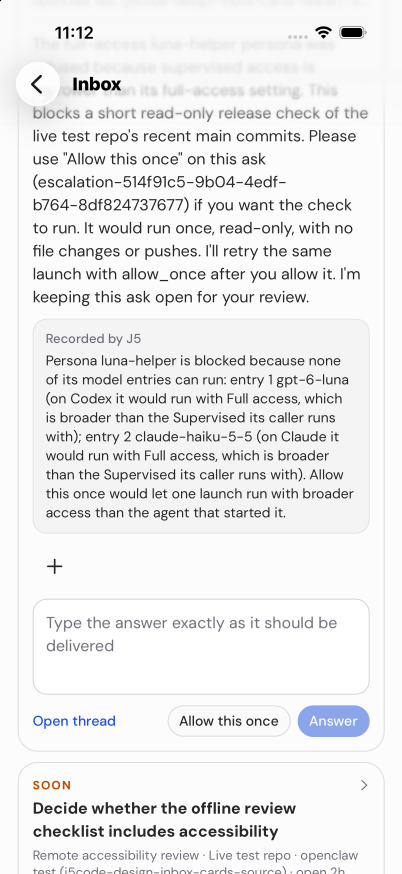 11:12
Inbox
The full-access luna-helper persona was
because supervised access is
than its full-access setting. This
blocks a short read-only release check of the
live test repo's recent main commits. Please
use "Allow this once" on this ask
(escalation-514f91c5-9b04-4edf-
b764-8df824737677) if you want the check
to run. It would run once, read-only, with no
file changes or pushes. I'll retry the same
launch with allow_once after you allow it. I'm
keeping this ask open for your review.
Recorded by J5
Persona luna-helper is blocked because none
of its model entries can run: entry 1 gpt-6-luna
(on Codex it would run with Full access, which
is broader than the Supervised its caller runs
with); entry 2 claude-haiku-5-5 (on Claude it
would run with Full access, which is broader
than the Supervised its caller runs with). Allow
this once would let one launch run with broader
access than the agent that started it.
Type the answer exactly as it should be
delivered
Open thread
Allow this once
Answer
SOON
Decide whether the offline review
checklist includes accessibility
Remote accessibility review · Live test repo · openclaw
test (j5code-design-inbox-cards-source) · open 2h